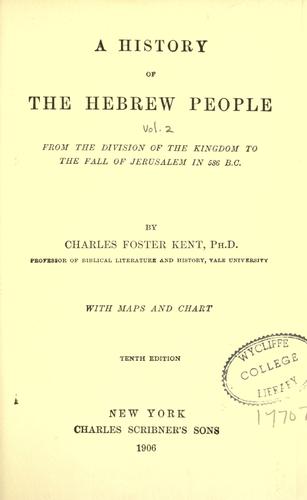 A HISTORY
OF
THE HEBREW PEOPLE
Vol. 2
FROM THE DIVISION OF THE KINGDOM TO
THE FALL OF JERUSALEM IN 586 B.C.
BY
CHARLES FOSTER KENT, PH.D.
PROFESSOR OF BIBLICAL LITERATURE AND HISTORY, YALE UNIVERSITY
WITH MAPS AND CHART
TENTH EDITION
WYCLIFFE
COLLEGE
LIBRARY
NEW YORK
CHARLES SCRIBNER'S SONS
1906